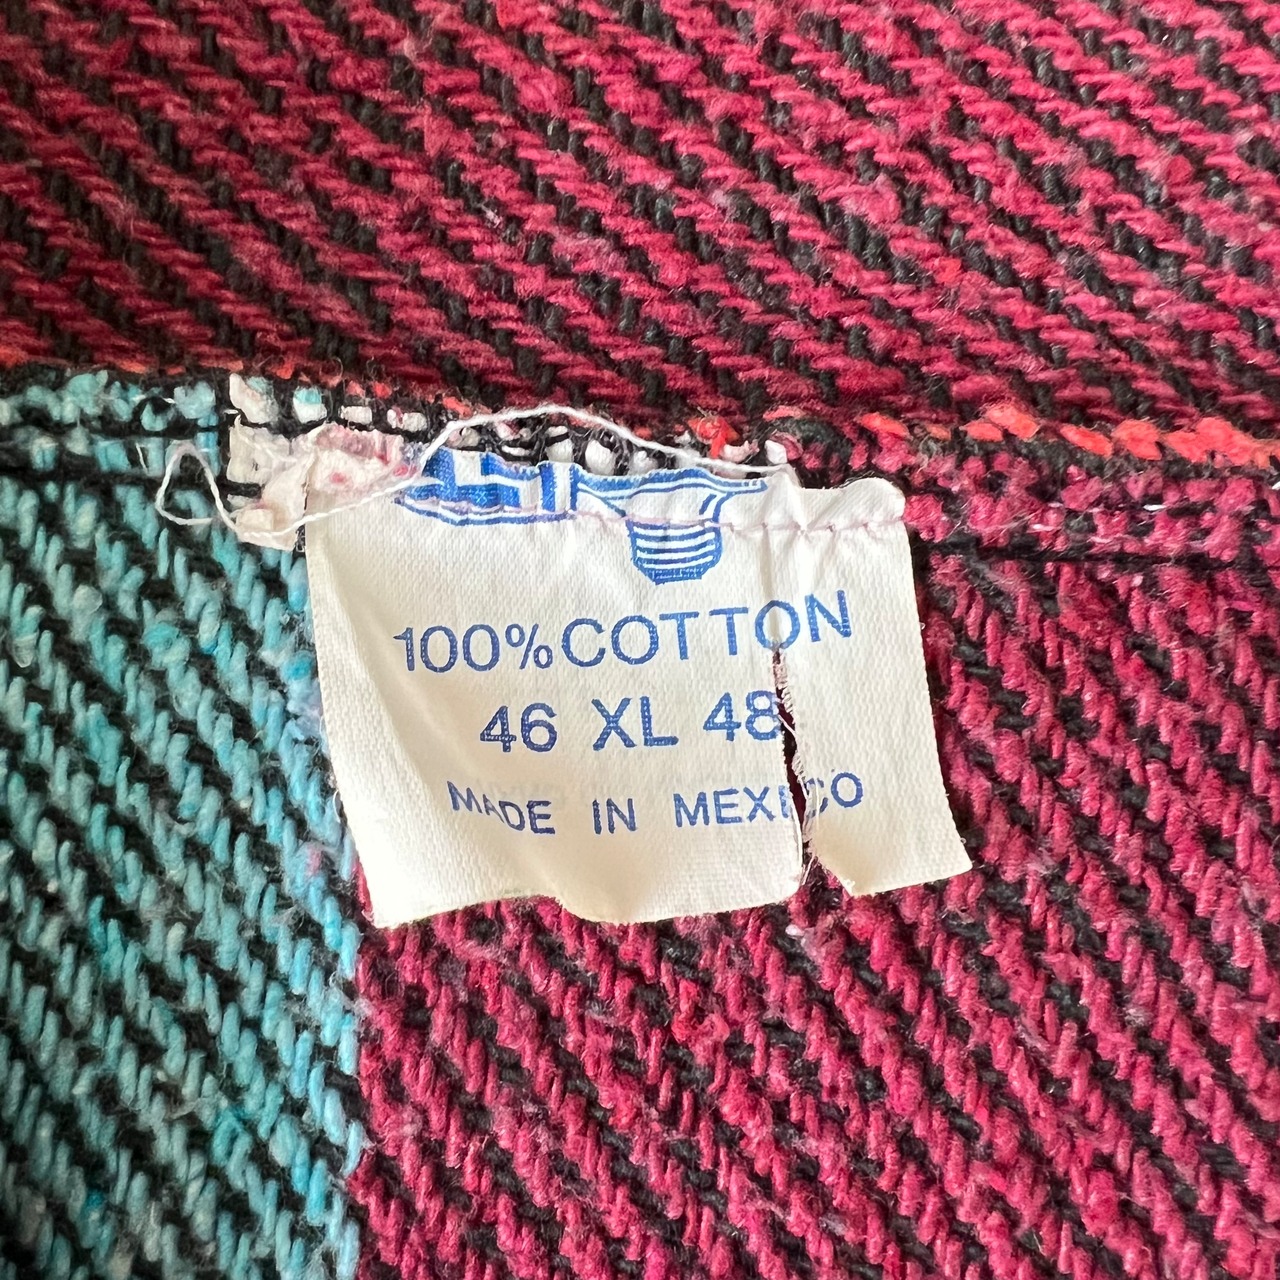 100% COTTON
46 XL 48
MADE IN MEXICO